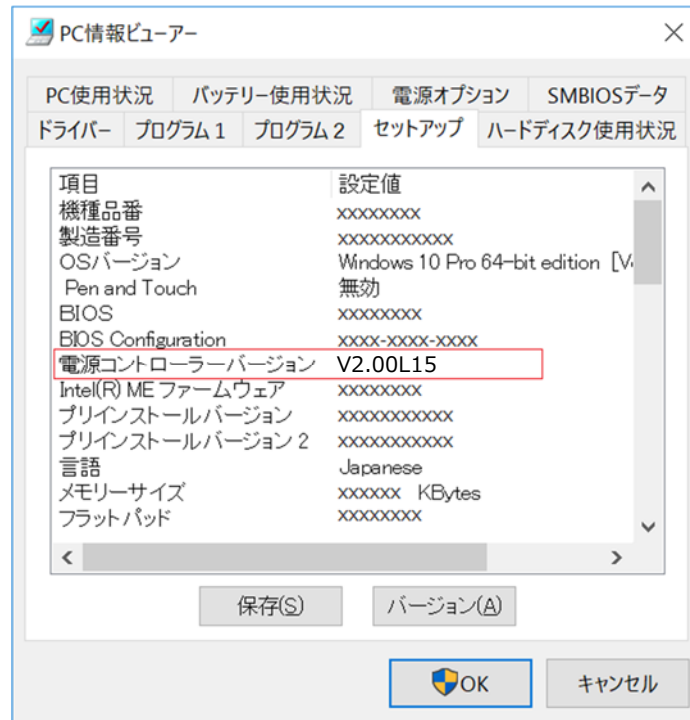 PC情報ビューアー
PC使用状況 バッテリー使用状況 電源オプション SMBIOSデータ
ドライバー プログラム 1 プログラム 2 セットアップ ハードディスク使用状況
項目 設定値
機種品番 xxxxxxxx
製造番号 xxxxxxxxxxx
OSバージョン Windows 10 Pro 64-bit edition [V
Pen and Touch 無効
BIOS xxxxxxxx
BIOS Configuration xxxx-xxxx-xxxx
電源コントローラーバージョン V2.00L15
Intel(R) ME ファームウェア xxxxxxxx
プリインストールバージョン xxxxxxxxxxx
プリインストールバージョン 2 xxxxxxxxxxx
言語 Japanese
メモリーサイズ xxxxxx KBytes
フラットパッド xxxxxxxx
保存(S) バージョン(A)
OK キャンセル